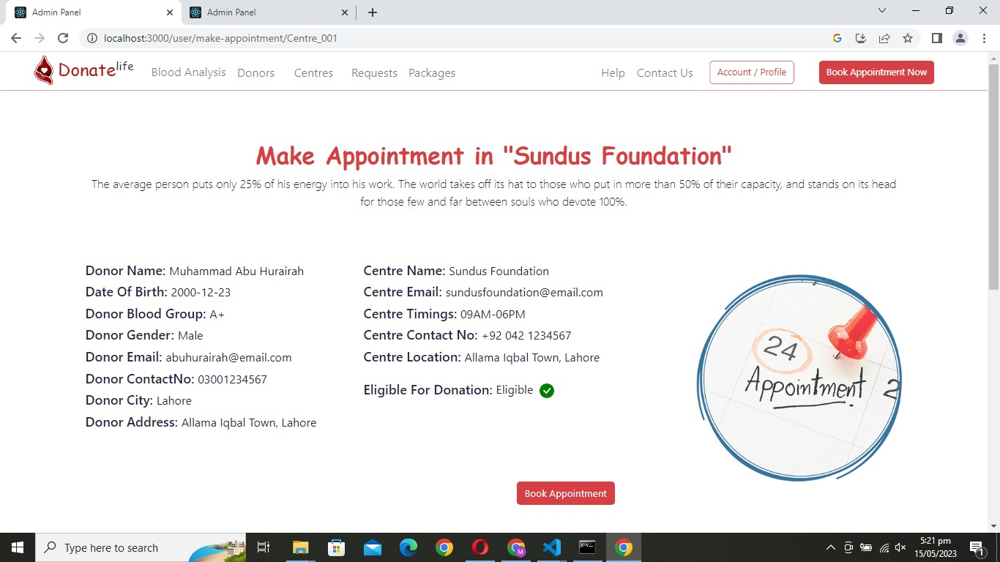 Admin Panel
Admin Panel
localhost:3000/user/make-appointment/Centre_001
Donatelife
Blood Analysis
Donors
Centres
Requests
Packages
Help
Contact Us
Account / Profile
Book Appointment Now
Make Appointment in "Sundus Foundation"
The average person puts only 25% of his energy into his work. The world takes off its hat to those who put in more than 50% of their capacity, and stands on its head
for those few and far between souls who devote 100%.
Donor Name: Muhammad Abu Hurairah
Date Of Birth: 2000-12-23
Donor Blood Group: A+
Donor Gender: Male
Donor Email: abuhurairah@email.com
Donor ContactNo: 03001234567
Donor City: Lahore
Donor Address: Allama Iqbal Town, Lahore
Centre Name: Sundus Foundation
Centre Email: sundusfoundation@email.com
Centre Timings: 09AM-06PM
Centre Contact No: +92 042 1234567
Centre Location: Allama Iqbal Town, Lahore
Eligible For Donation: Eligible
24
Appointment
2
Book Appointment
Type here to search
M
5:21 pm
15/05/2023
1